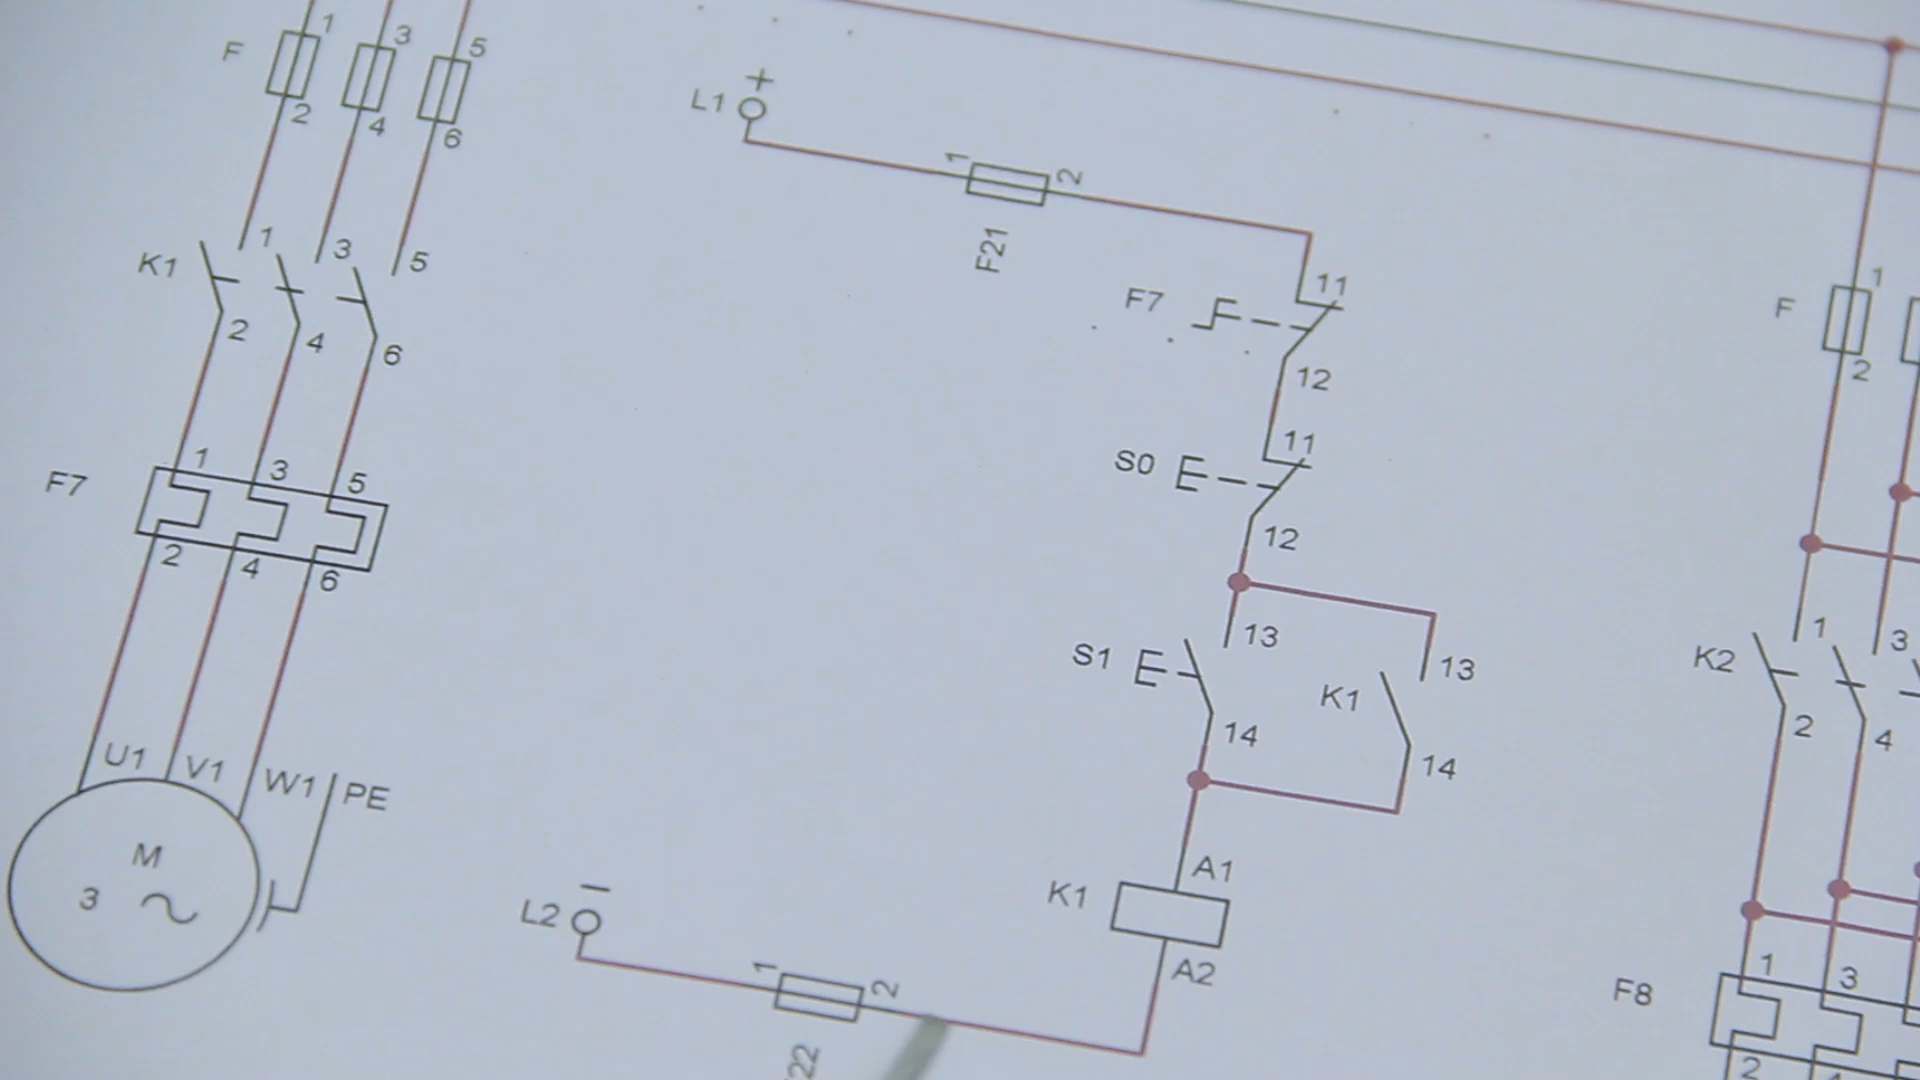 F 1 3 5
2 4 6
K1 1 3 5
2 4 6
F7 1 3 5
2 4 6
U1 V1 W1 PE
M
3 ~
L1 +
1 2
F21
F7 11
12
S0 11
12
S1 13
14
K1 13
14
K1 A1
A2
L2 −
1 2
22
F 1
2
K2 1 3
2 4
F8 1 3
2